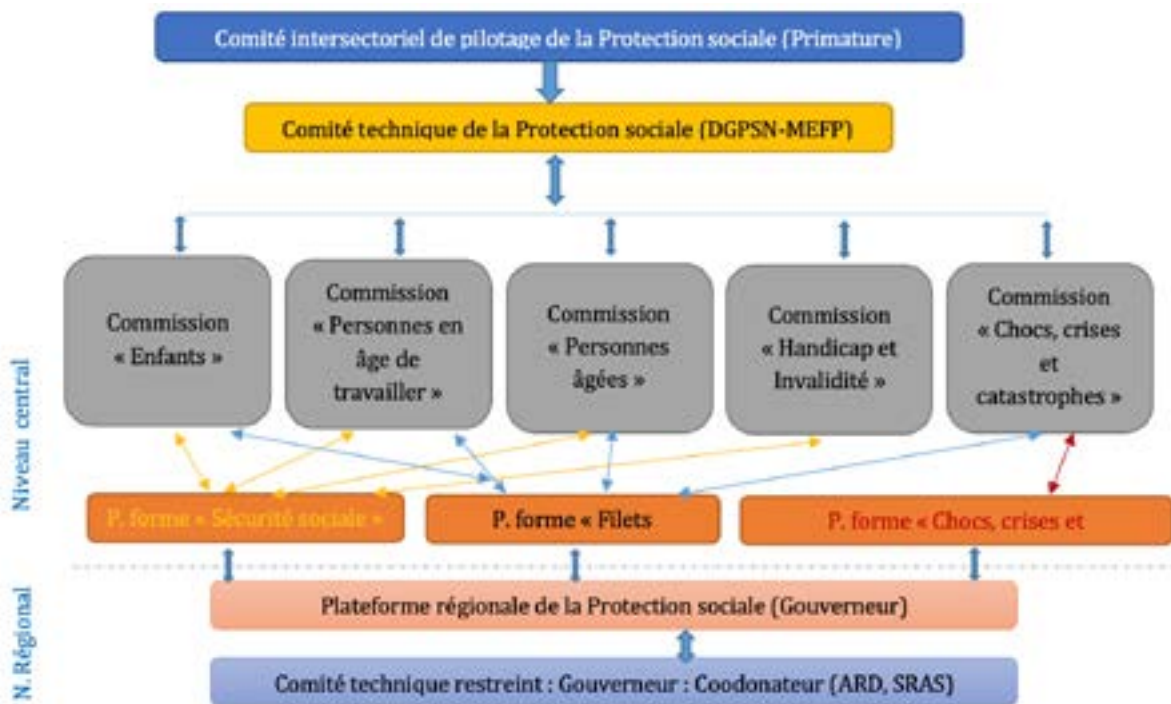 Comité intersectoriel de pilotage de la Protection sociale (Primature)
Comité technique de la Protection sociale (DGPSN-MEFP)
Commission
« Enfants »
Commission
« Personnes en
âge de
travailler »
Commission
« Personnes
âgées »
Commission
« Handicap et
Invalidité »
Commission
« Chocs, crises
et
catastrophes »
Niveau central
P. forme « Sécurité sociale »
P. forme « Filets
P. forme « Chocs, crises et
N. Régional
Plateforme régionale de la Protection sociale (Gouverneur)
Comité technique restreint : Gouverneur : Coodonateur (ARD, SRAS)